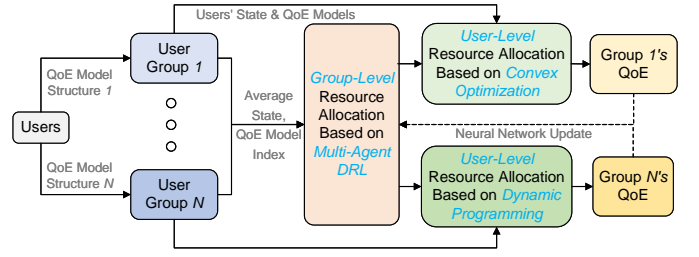 Users' State & QoE Models
QoE Model
Structure 1
Users
QoE Model
Structure N
User
Group 1
User
Group N
Average
State,
QoE Model
Index
Group-Level
Resource
Allocation
Based on
Multi-Agent
DRL
User-Level
Resource Allocation
Based on Convex
Optimization
Group 1's
QoE
Neural Network Update
User-Level
Resource Allocation
Based on Dynamic
Programming
Group N's
QoE